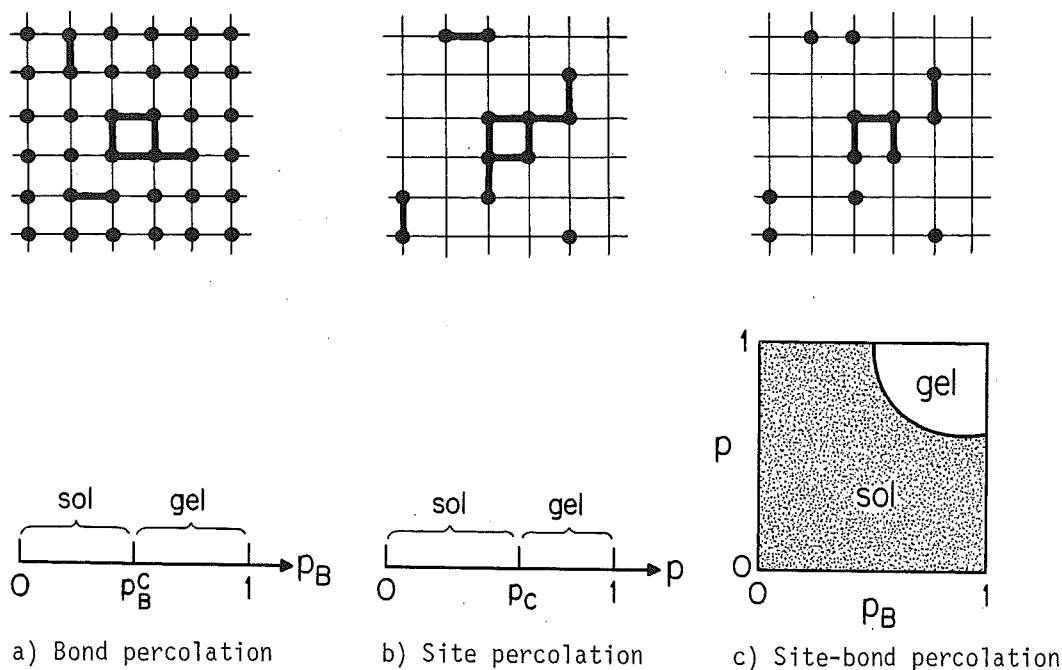 sol gel
0 p_B^C 1 p_B
a) Bond percolation
sol gel
0 p_C 1 p
b) Site percolation
1
gel
p
sol
0
0 p_B 1
c) Site-bond percolation